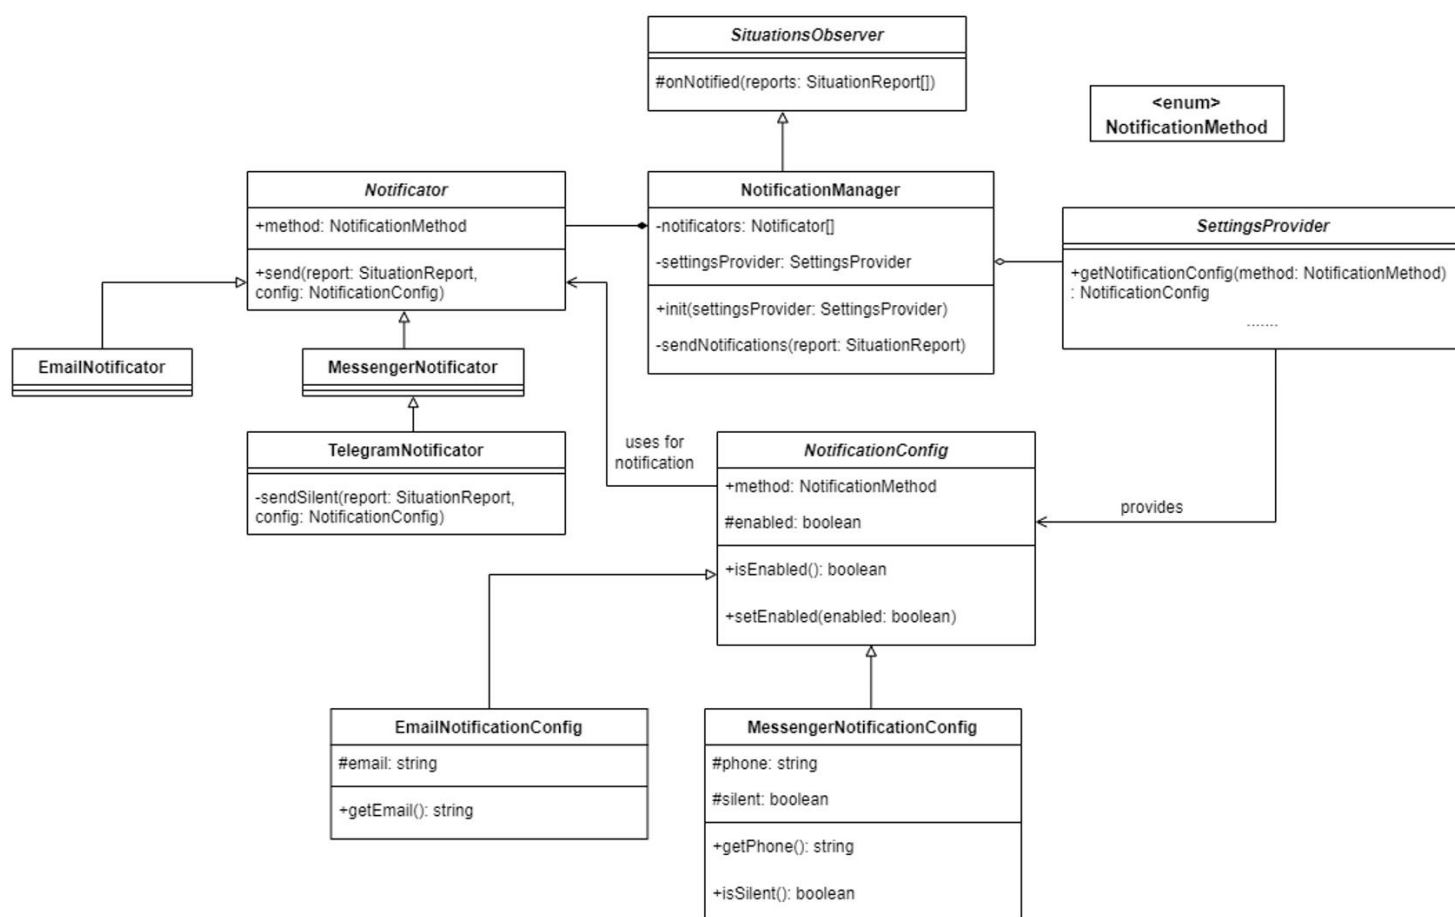 SituationsObserver
#onNotified(reports: SituationReport[])
<enum>
NotificationMethod
Notificator
+method: NotificationMethod
+send(report: SituationReport,
config: NotificationConfig)
NotificationManager
-notificators: Notificator[]
-settingsProvider: SettingsProvider
+init(settingsProvider: SettingsProvider)
-sendNotifications(report: SituationReport)
SettingsProvider
+getNotificationConfig(method: NotificationMethod)
: NotificationConfig
.......
EmailNotificator
MessengerNotificator
TelegramNotificator
-sendSilent(report: SituationReport,
config: NotificationConfig)
uses for
notification
NotificationConfig
+method: NotificationMethod
#enabled: boolean
+isEnabled(): boolean
+setEnabled(enabled: boolean)
provides
EmailNotificationConfig
#email: string
+getEmail(): string
MessengerNotificationConfig
#phone: string
#silent: boolean
+getPhone(): string
+isSilent(): boolean